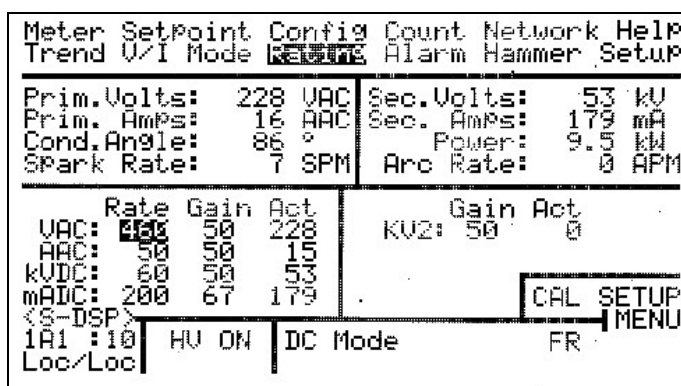 Meter Setpoint Config Count Network Help
Trend V/I Mode Rating Alarm Hammer Setup
Prim.Volts: 228 VAC Sec.Volts: 53 kV
Prim. Amps: 16 AAC Sec. Amps: 179 mA
Cond.Angle: 86 ° Power: 9.5 kW
Spark Rate: 7 SPM Arc Rate: 0 APM
Rate Gain Act Gain Act
VAC: 460 50 228 KV2: 50 0
AAC: 50 50 15
kVDC: 60 50 53
mADC: 200 67 179 CAL SETUP
<S-DSP> MENU
1A1 :10 HV ON DC Mode FR
Loc/Loc